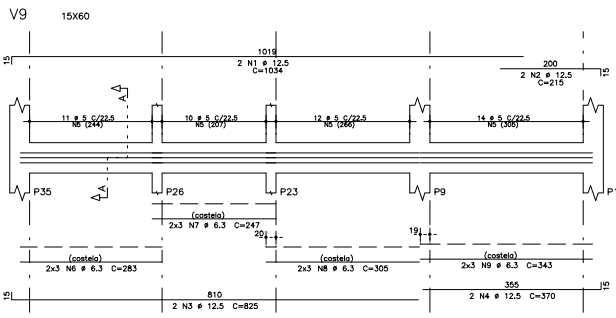 V9 15X60
15
1019
2 N1 ø 12.5
C=1034
200
2 N2 ø 12.5
C=215
15
A
11 ø 5 C/22.5
N5 (244)
10 ø 5 C/22.5
N5 (207)
12 ø 5 C/22.5
N5 (266)
14 ø 5 C/22.5
N5 (305)
A
P35
P26
P23
P9
P1
(costela)
2x3 N7 ø 6.3 C=247
20
19
(costela)
2x3 N6 ø 6.3 C=283
(costela)
2x3 N8 ø 6.3 C=305
(costela)
2x3 N9 ø 6.3 C=343
15
810
2 N3 ø 12.5 C=825
355
2 N4 ø 12.5 C=370
15